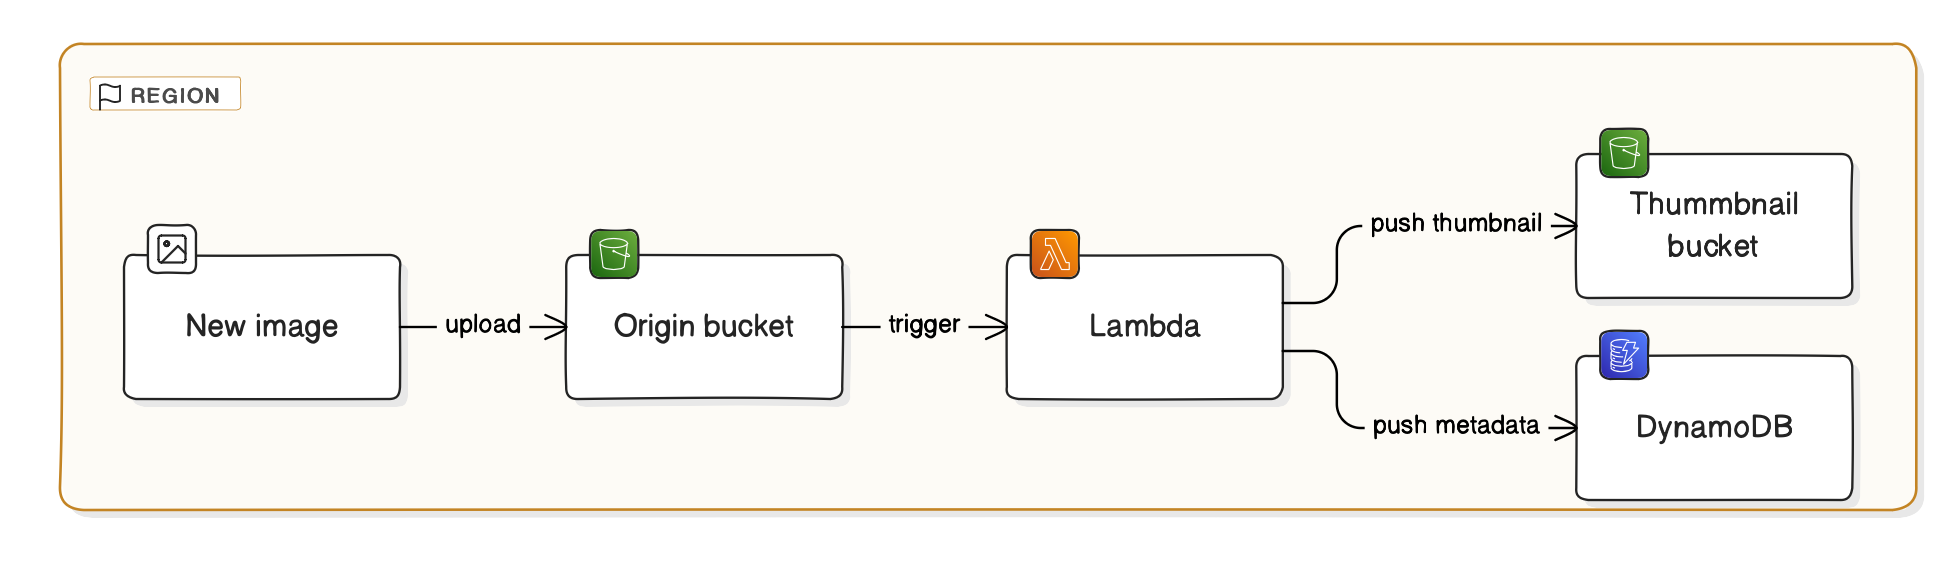 REGION
New image
upload
Origin bucket
trigger
Lambda
push thumbnail
Thummbnail
bucket
push metadata
DynamoDB